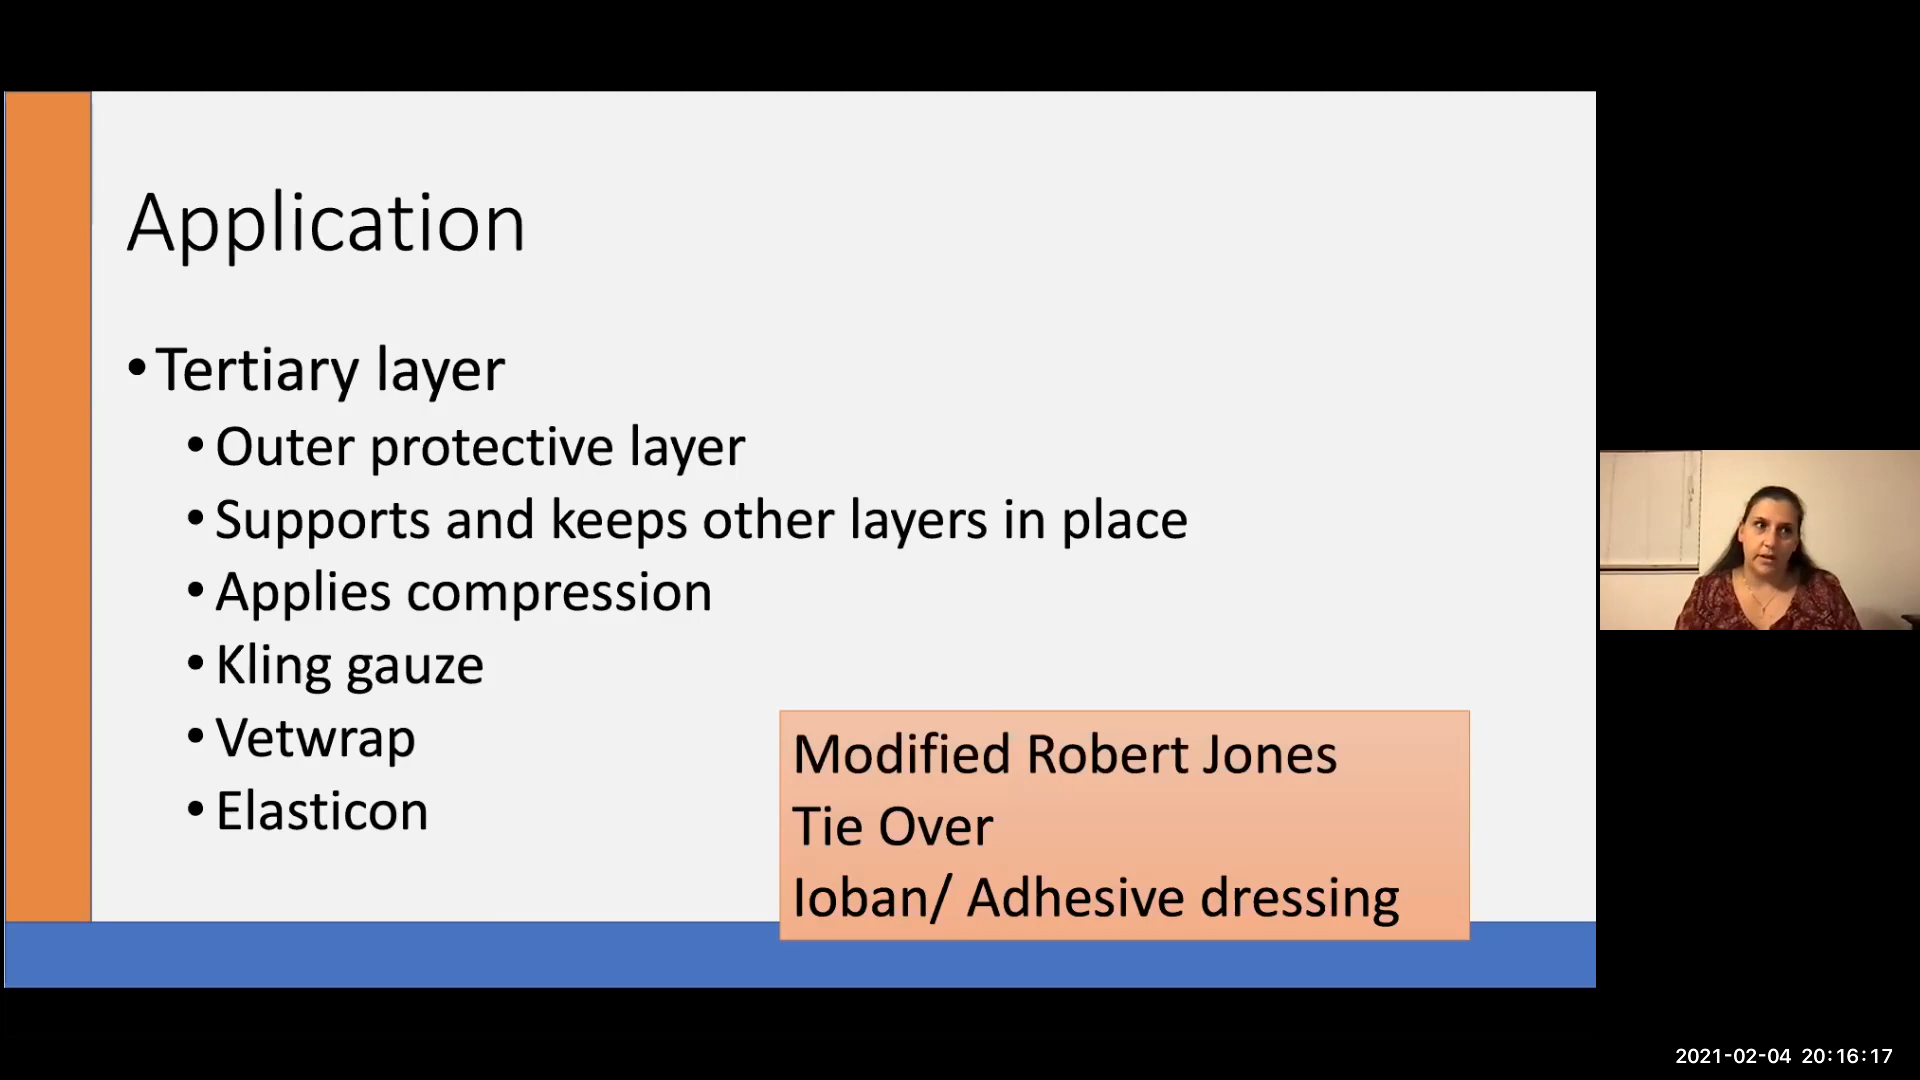 Application
• Tertiary layer
• Outer protective layer
• Supports and keeps other layers in place
• Applies compression
• Kling gauze
• Vetwrap
• Elasticon
Modified Robert Jones
Tie Over
Ioban/ Adhesive dressing
2021-02-04 20:16:17